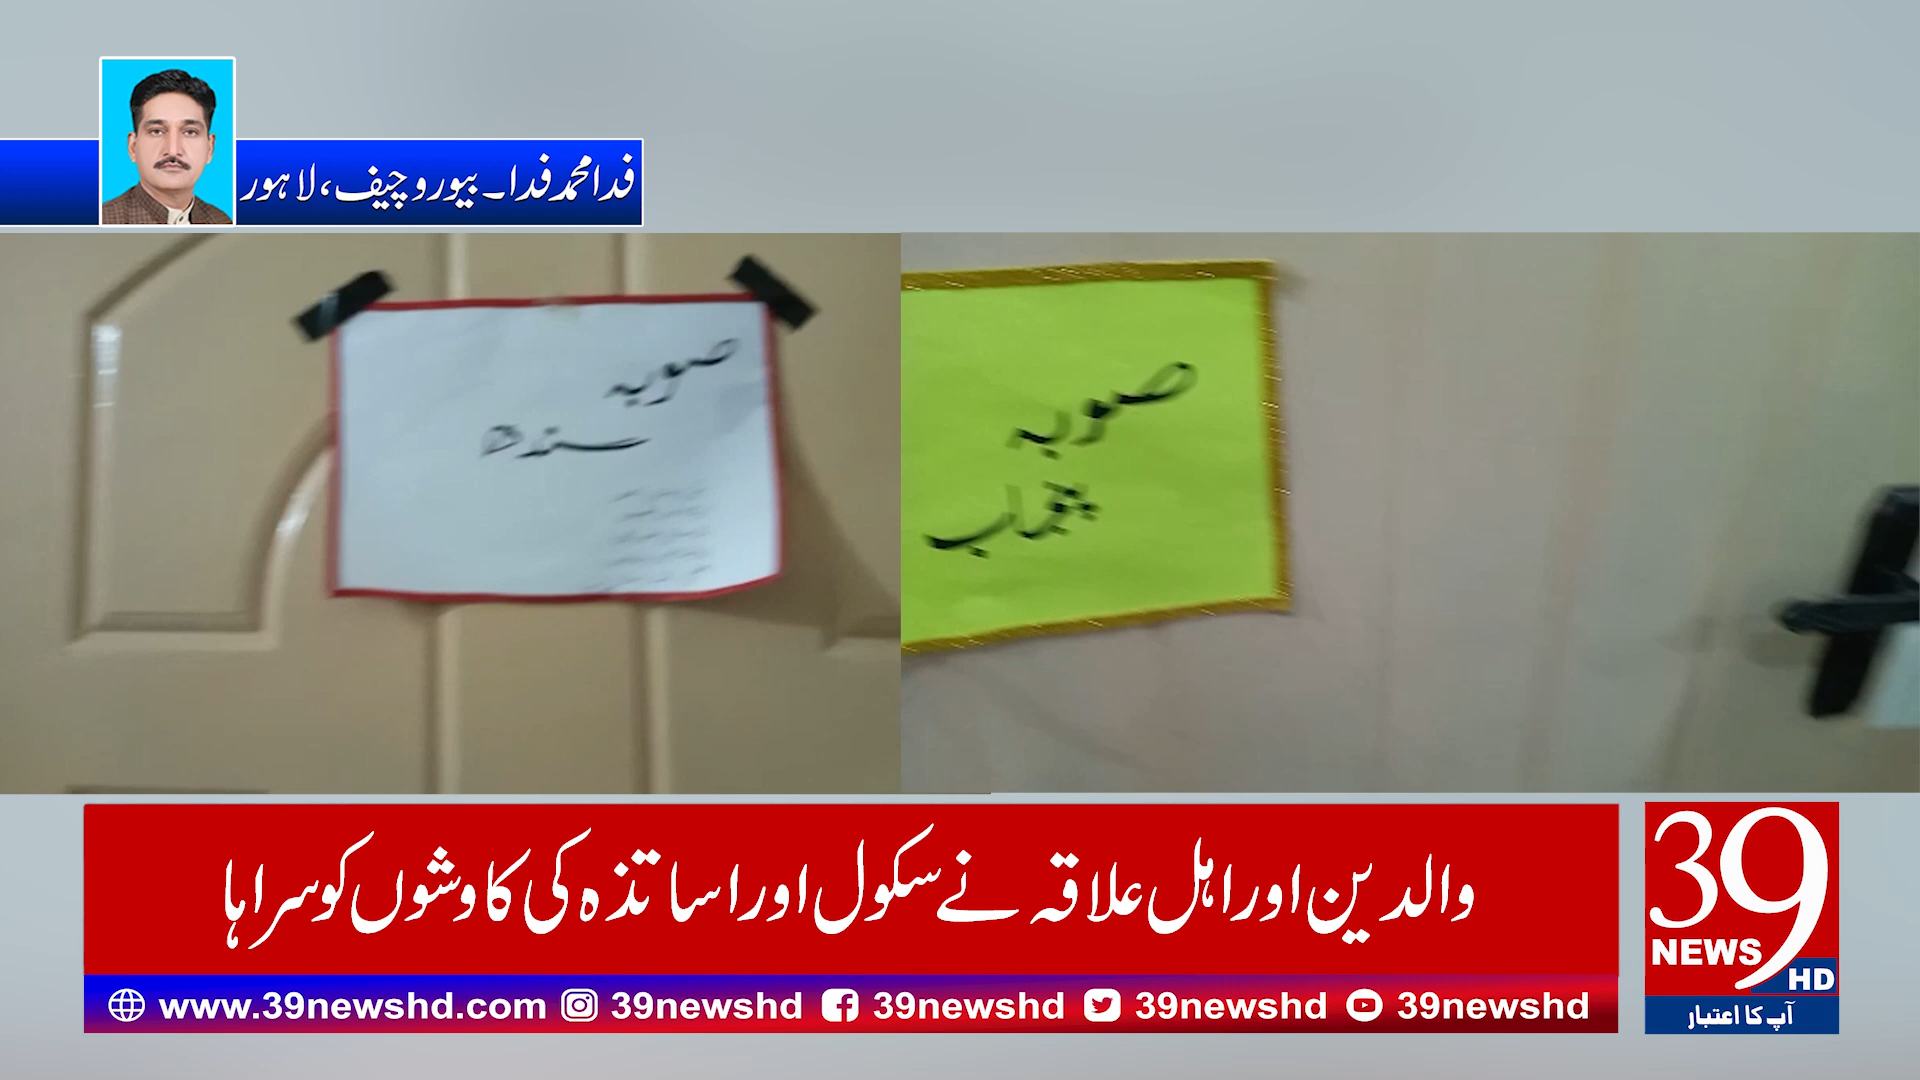 فدا محمد فدا۔ بیورو چیف، لاہور
صوبہ
سندھ
صوبہ
پنجاب
والدین اور اہل علاقہ نے سکول اور اساتذہ کی کاوشوں کو سراہا
39
NEWS
HD
آپ کا اعتبار
www.39newshd.com 39newshd 39newshd 39newshd 39newshd